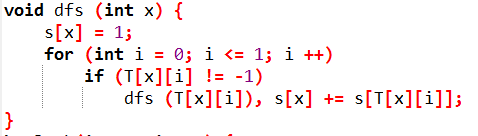 void dfs (int x) {
s[x] = 1;
for (int i = 0; i <= 1; i ++)
if (T[x][i] != -1)
dfs (T[x][i]), s[x] += s[T[x][i]];
}